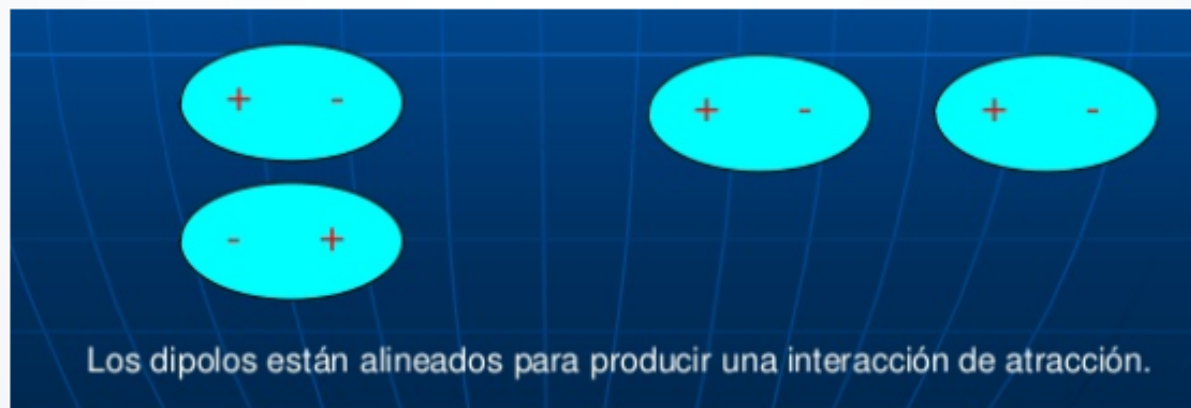 + -
+ - + -
- +
Los dipolos están alineados para producir una interacción de atracción.